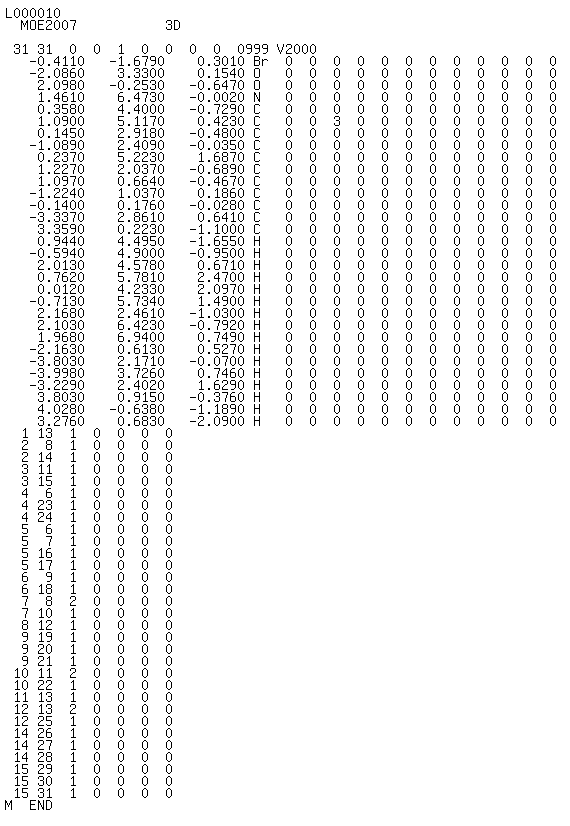 L000010
  MOE2007           3D

 31 31  0  0  1  0  0  0  0  0999 V2000
   -0.4110   -1.6790    0.3010 Br  0  0  0  0  0  0  0  0  0  0  0  0
   -2.0860    3.3300    0.1540 O   0  0  0  0  0  0  0  0  0  0  0  0
    2.0980   -0.2530   -0.6470 O   0  0  0  0  0  0  0  0  0  0  0  0
    1.4610    6.4730   -0.0020 N   0  0  0  0  0  0  0  0  0  0  0  0
    0.3580    4.4000   -0.7290 C   0  0  0  0  0  0  0  0  0  0  0  0
    1.0900    5.1170    0.4230 C   0  0  3  0  0  0  0  0  0  0  0  0
    0.1450    2.9180   -0.4800 C   0  0  0  0  0  0  0  0  0  0  0  0
   -1.0890    2.4090   -0.0350 C   0  0  0  0  0  0  0  0  0  0  0  0
    0.2370    5.2230    1.6870 C   0  0  0  0  0  0  0  0  0  0  0  0
    1.2270    2.0370   -0.6890 C   0  0  0  0  0  0  0  0  0  0  0  0
    1.0970    0.6640   -0.4670 C   0  0  0  0  0  0  0  0  0  0  0  0
   -1.2240    1.0370    0.1860 C   0  0  0  0  0  0  0  0  0  0  0  0
   -0.1400    0.1760   -0.0280 C   0  0  0  0  0  0  0  0  0  0  0  0
   -3.3370    2.8610    0.6410 C   0  0  0  0  0  0  0  0  0  0  0  0
    3.3590    0.2230   -1.1000 C   0  0  0  0  0  0  0  0  0  0  0  0
    0.9440    4.4950   -1.6550 H   0  0  0  0  0  0  0  0  0  0  0  0
   -0.5940    4.9000   -0.9500 H   0  0  0  0  0  0  0  0  0  0  0  0
    2.0130    4.5780    0.6710 H   0  0  0  0  0  0  0  0  0  0  0  0
    0.7620    5.7810    2.4700 H   0  0  0  0  0  0  0  0  0  0  0  0
    0.0120    4.2330    2.0970 H   0  0  0  0  0  0  0  0  0  0  0  0
   -0.7130    5.7340    1.4900 H   0  0  0  0  0  0  0  0  0  0  0  0
    2.1680    2.4610   -1.0300 H   0  0  0  0  0  0  0  0  0  0  0  0
    2.1030    6.4230   -0.7920 H   0  0  0  0  0  0  0  0  0  0  0  0
    1.9680    6.9400    0.7490 H   0  0  0  0  0  0  0  0  0  0  0  0
   -2.1630    0.6130    0.5270 H   0  0  0  0  0  0  0  0  0  0  0  0
   -3.8030    2.1710   -0.0700 H   0  0  0  0  0  0  0  0  0  0  0  0
   -3.9980    3.7260    0.7460 H   0  0  0  0  0  0  0  0  0  0  0  0
   -3.2290    2.4020    1.6290 H   0  0  0  0  0  0  0  0  0  0  0  0
    3.8030    0.9150   -0.3760 H   0  0  0  0  0  0  0  0  0  0  0  0
    4.0280   -0.6380   -1.1890 H   0  0  0  0  0  0  0  0  0  0  0  0
    3.2760    0.6830   -2.0900 H   0  0  0  0  0  0  0  0  0  0  0  0
  1 13  1  0  0  0  0
  2  8  1  0  0  0  0
  2 14  1  0  0  0  0
  3 11  1  0  0  0  0
  3 15  1  0  0  0  0
  4  6  1  0  0  0  0
  4 23  1  0  0  0  0
  4 24  1  0  0  0  0
  5  6  1  0  0  0  0
  5  7  1  0  0  0  0
  5 16  1  0  0  0  0
  5 17  1  0  0  0  0
  6  9  1  0  0  0  0
  6 18  1  0  0  0  0
  7  8  2  0  0  0  0
  7 10  1  0  0  0  0
  8 12  1  0  0  0  0
  9 19  1  0  0  0  0
  9 20  1  0  0  0  0
  9 21  1  0  0  0  0
 10 11  2  0  0  0  0
 10 22  1  0  0  0  0
 11 13  1  0  0  0  0
 12 13  2  0  0  0  0
 12 25  1  0  0  0  0
 14 26  1  0  0  0  0
 14 27  1  0  0  0  0
 14 28  1  0  0  0  0
 15 29  1  0  0  0  0
 15 30  1  0  0  0  0
 15 31  1  0  0  0  0
M  END